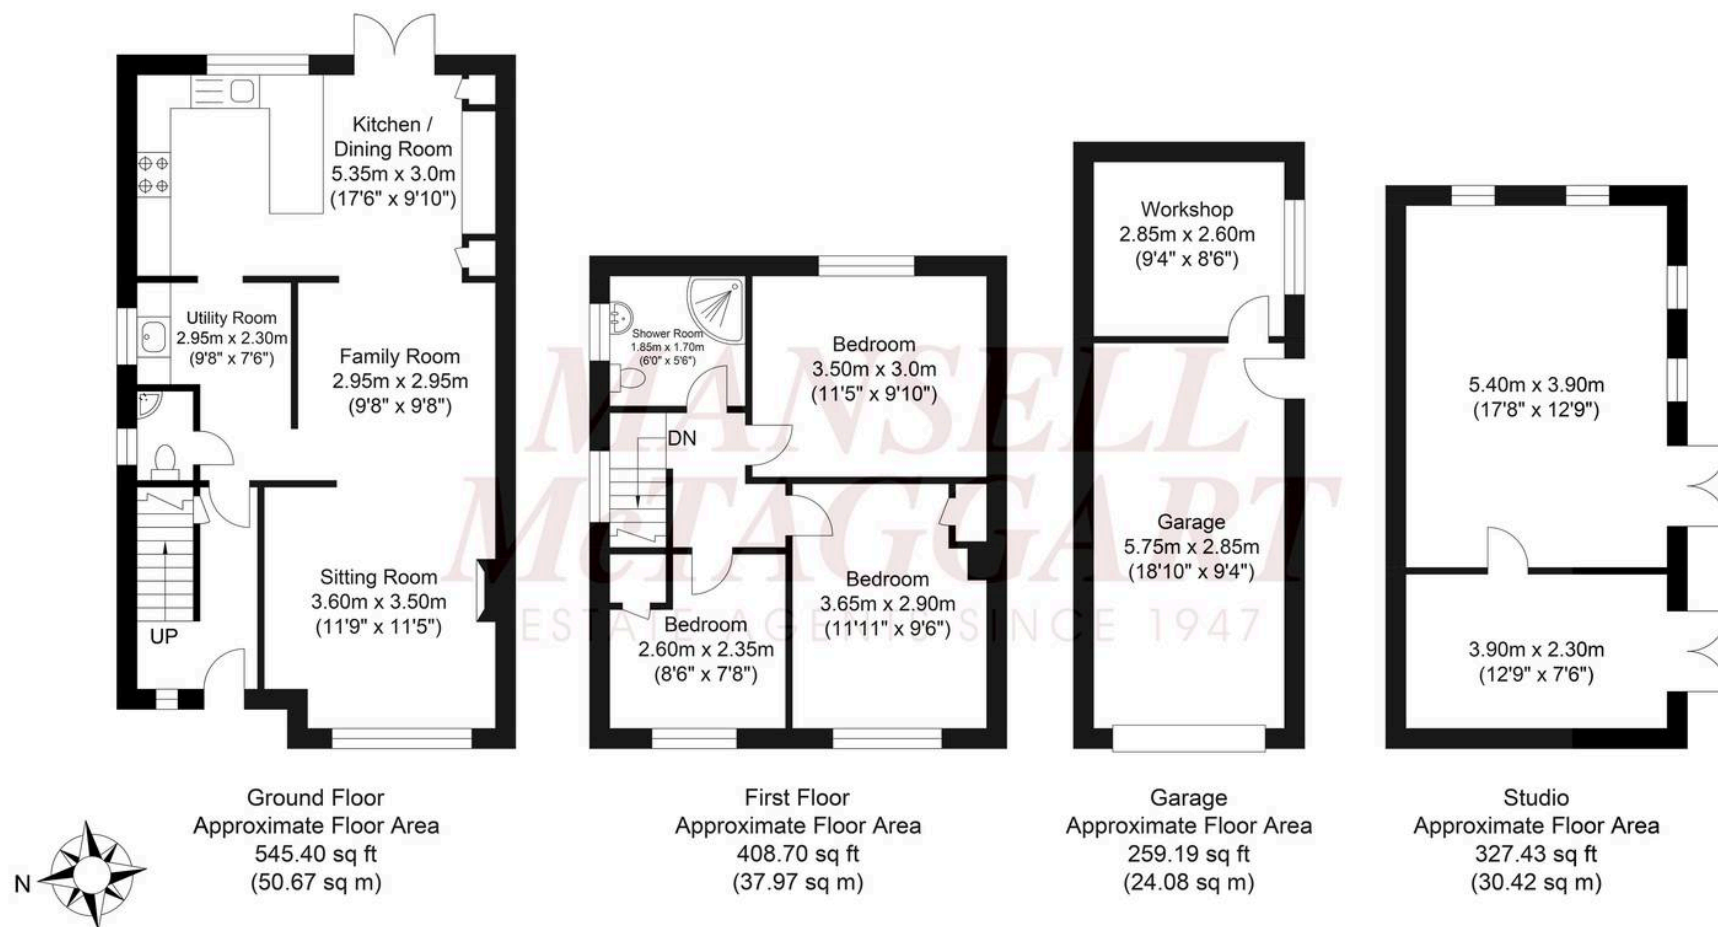 Kitchen /
Dining Room
5.35m x 3.0m
(17'6" x 9'10")
Utility Room
2.95m x 2.30m
(9'8" x 7'6")
Family Room
2.95m x 2.95m
(9'8" x 9'8")
Sitting Room
3.60m x 3.50m
(11'9" x 11'5")
UP
Ground Floor
Approximate Floor Area
545.40 sq ft
(50.67 sq m)
N
Shower Room
1.85m x 1.70m
(6'0" x 5'6")
Bedroom
3.50m x 3.0m
(11'5" x 9'10")
DN
Bedroom
3.65m x 2.90m
(11'11" x 9'6")
Bedroom
2.60m x 2.35m
(8'6" x 7'8")
First Floor
Approximate Floor Area
408.70 sq ft
(37.97 sq m)
Workshop
2.85m x 2.60m
(9'4" x 8'6")
Garage
5.75m x 2.85m
(18'10" x 9'4")
Garage
Approximate Floor Area
259.19 sq ft
(24.08 sq m)
5.40m x 3.90m
(17'8" x 12'9")
3.90m x 2.30m
(12'9" x 7'6")
Studio
Approximate Floor Area
327.43 sq ft
(30.42 sq m)
MANSELL
McTAGGART
ESTATE AGENTS SINCE 1947